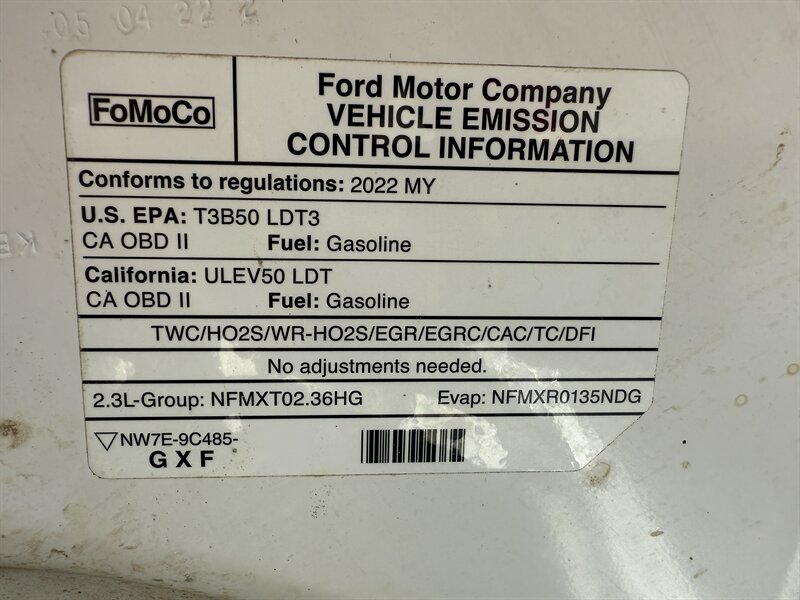 05 04 22 2
FoMoCo
Ford Motor Company
VEHICLE EMISSION
CONTROL INFORMATION
Conforms to regulations: 2022 MY
U.S. EPA: T3B50 LDT3
CA OBD II Fuel: Gasoline
California: ULEV50 LDT
CA OBD II Fuel: Gasoline
TWC/HO2S/WR-HO2S/EGR/EGRC/CAC/TC/DFI
No adjustments needed.
2.3L-Group: NFMXT02.36HG Evap: NFMXR0135NDG
NW7E-9C485-
GXF